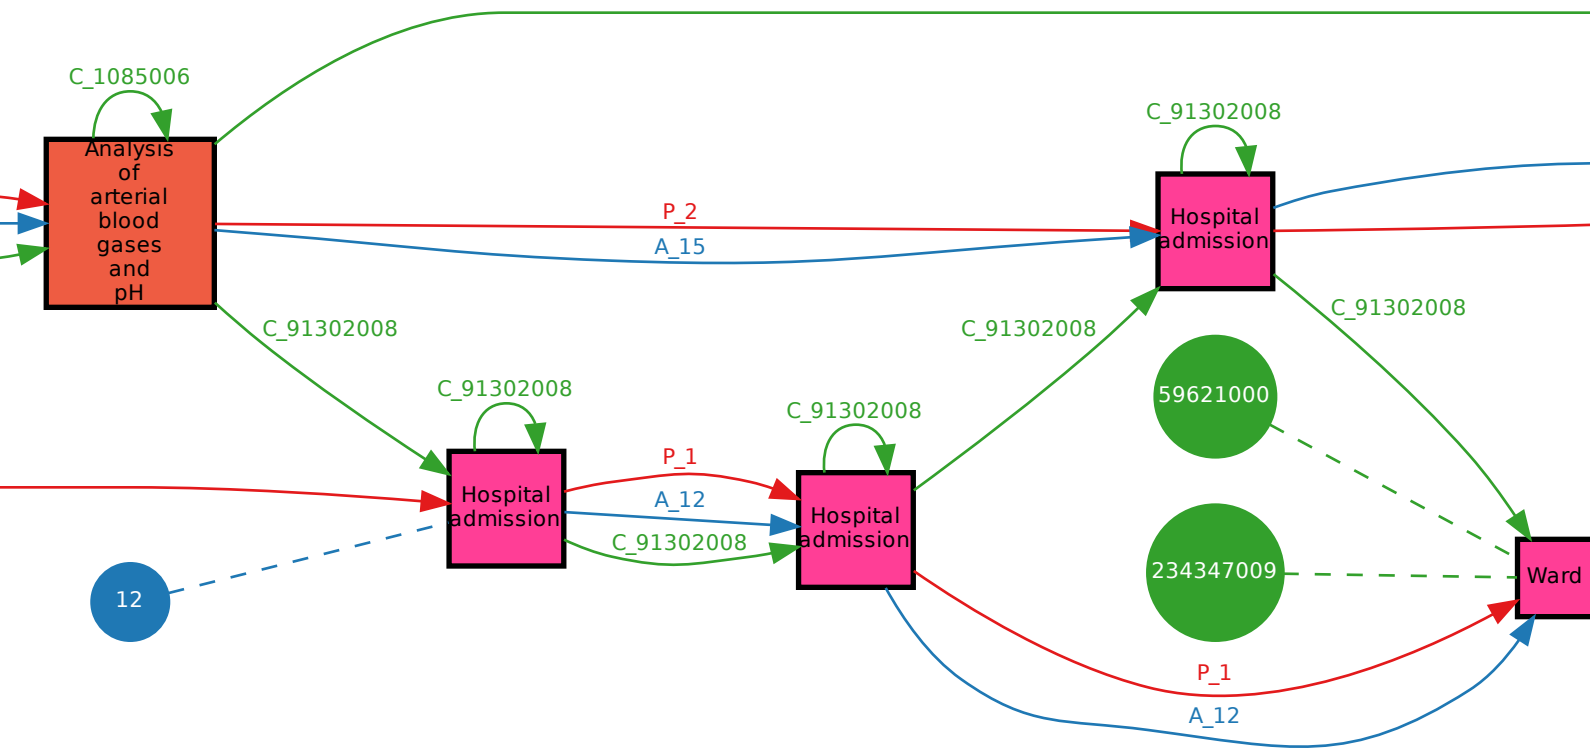 C_1085006
Analysis
of
arterial
blood
gases
and
pH
C_91302008
Hospital
admission
P_2
A_15
C_91302008
C_91302008
C_91302008
59621000
C_91302008
Hospital
admission
P_1
A_12
C_91302008
C_91302008
Hospital
admission
234347009
Ward
12
P_1
A_12